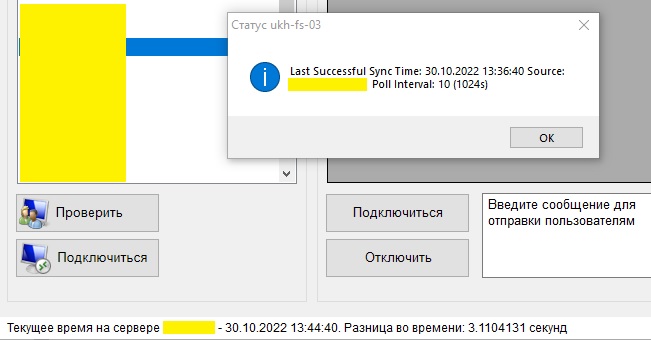 Статус ukh-fs-03
Last Successful Sync Time: 30.10.2022 13:36:40 Source:
Poll Interval: 10 (1024s)
OK
Проверить
Подключиться
Подключиться
Отключить
Введите сообщение для
отправки пользователям
Текущее время на сервере - 30.10.2022 13:44:40. Разница во времени: 3.1104131 секунд